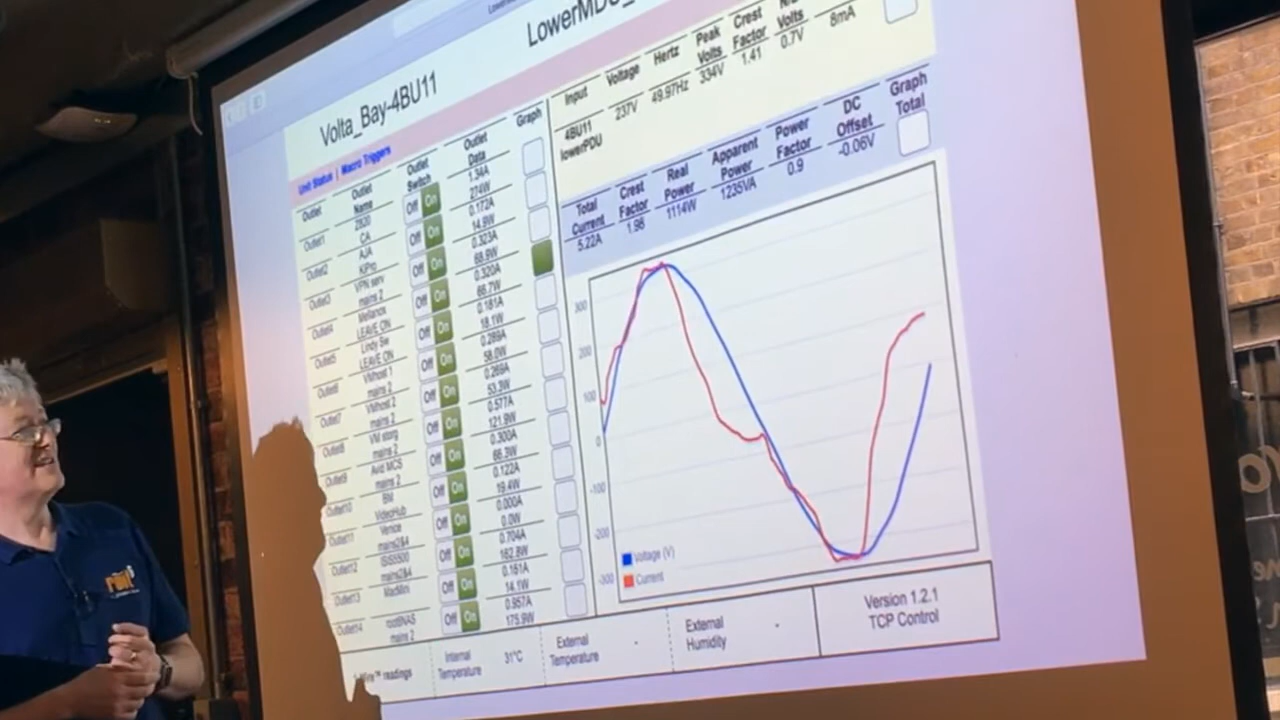 LowerMDU_
Volta_Bay-4BU11
Unit Status | Macro Triggers
Outlet
Outlet Name
Outlet Switch
Outlet Data
Graph
Outlet1
2820
Off On
1.34A
274W
Outlet2
CA
Off On
0.172A
14.9W
Outlet3
AJA KiPro
Off On
0.323A
68.9W
Outlet4
VPN serv mains 2
Off On
0.320A
66.7W
Outlet5
Mellanox LEAVE ON
Off On
0.181A
18.1W
Outlet6
Lindy Sw LEAVE ON
Off On
0.289A
58.0W
Outlet7
VMhost 1 mains 2
Off On
0.269A
53.3W
Outlet8
VMhost2 mains 2
Off On
0.577A
121.9W
Outlet9
VM storg mains 2
Off On
0.300A
66.3W
Outlet10
Avid MCS mains 2
Off On
0.122A
19.4W
Outlet11
BM VideoHub
Off On
0.000A
0.0W
Outlet12
mains2&4
Off On
0.704A
162.8W
Outlet13
ISIS5500 mains2&4
Off On
0.161A
14.1W
Outlet14
MacMini
Off On
0.957A
175.9W
root6NAS mains 2
Input
Voltage
Hertz
Peak Volts
Crest Factor
Volts
4BU11 lowerPDU
237V
49.97Hz
334V
1.41
0.7V
8mA
Total Current
Crest Factor
Real Power
Apparent Power
Power Factor
DC Offset
Graph Total
5.22A
1.98
1114W
1235VA
0.9
-0.06V
300
200
100
0
-100
-200
-300
Voltage (V)
Current
readings
Internal Temperature
31°C
External Temperature
-
External Humidity
-
Version 1.2.1
TCP Control